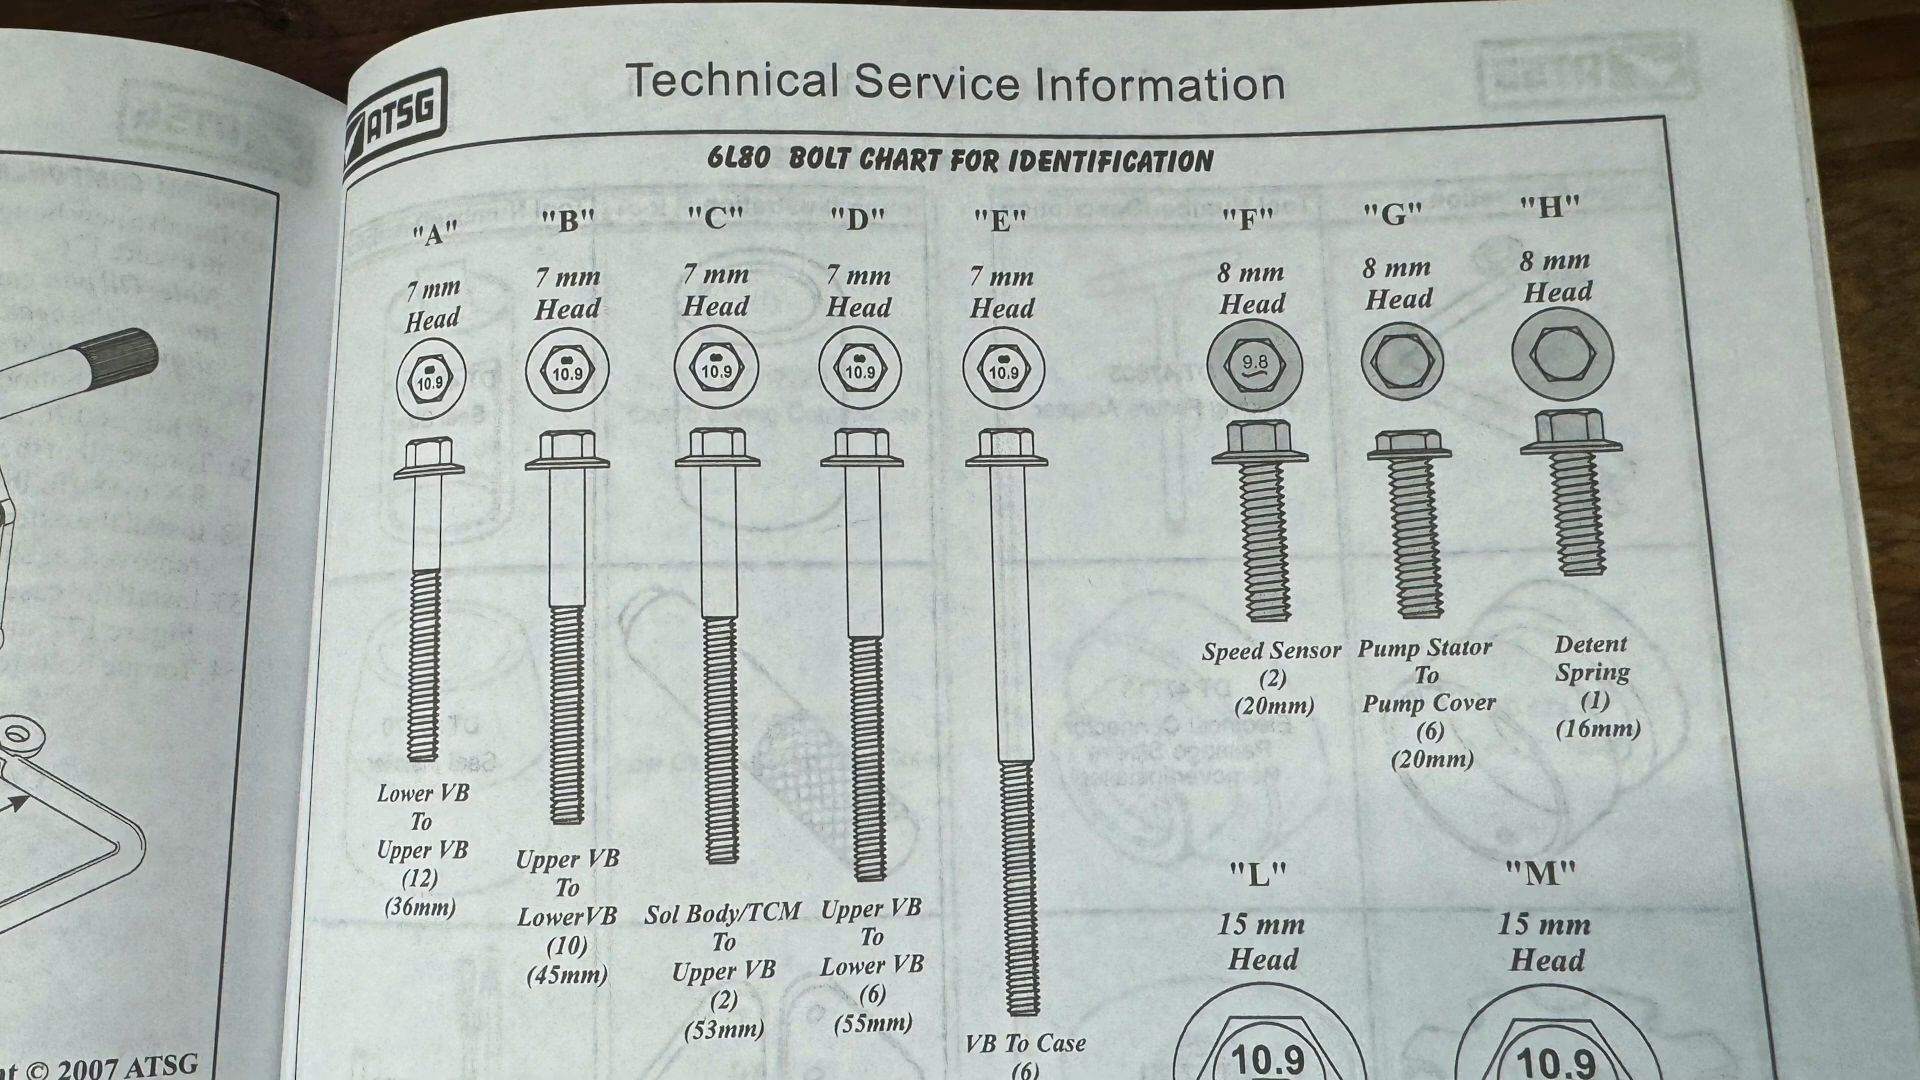 ATSG
Technical Service Information
6L80 BOLT CHART FOR IDENTIFICATION
"A"
7 mm
Head
10.9
Lower VB
To
Upper VB
(12)
(36mm)
"B"
7 mm
Head
10.9
Upper VB
To
LowerVB
(10)
(45mm)
"C"
7 mm
Head
10.9
Sol Body/TCM
To
Upper VB
(2)
(53mm)
"D"
7 mm
Head
10.9
Upper VB
To
Lower VB
(6)
(55mm)
"E"
7 mm
Head
10.9
VB To Case
(6)
"F"
8 mm
Head
9.8
Speed Sensor
(2)
(20mm)
"G"
8 mm
Head
Pump Stator
To
Pump Cover
(6)
(20mm)
"H"
8 mm
Head
Detent
Spring
(1)
(16mm)
"L"
15 mm
Head
10.9
"M"
15 mm
Head
10.9
© 2007 ATSG